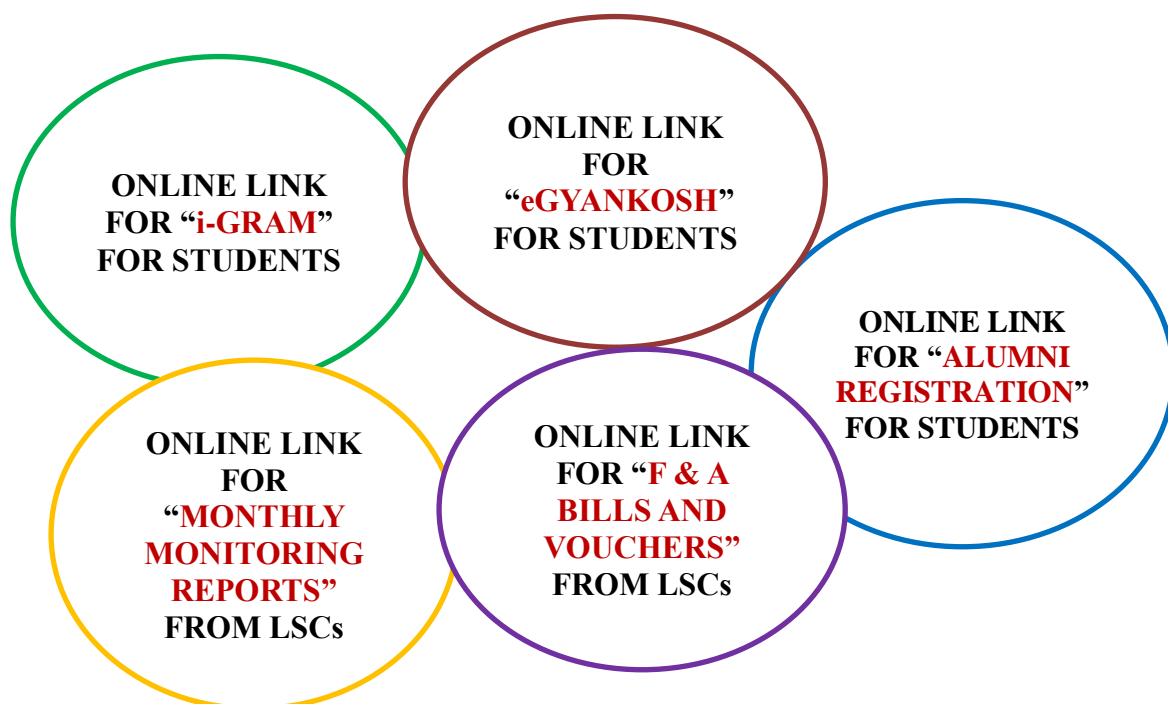 ONLINE LINK
FOR “i-GRAM”
FOR STUDENTS
ONLINE LINK
FOR
“eGYANKOSH”
FOR STUDENTS
ONLINE LINK
FOR “ALUMNI
REGISTRATION”
FOR STUDENTS
ONLINE LINK
FOR
“MONTHLY
MONITORING
REPORTS”
FROM LSCs
ONLINE LINK
FOR “F & A
BILLS AND
VOUCHERS”
FROM LSCs